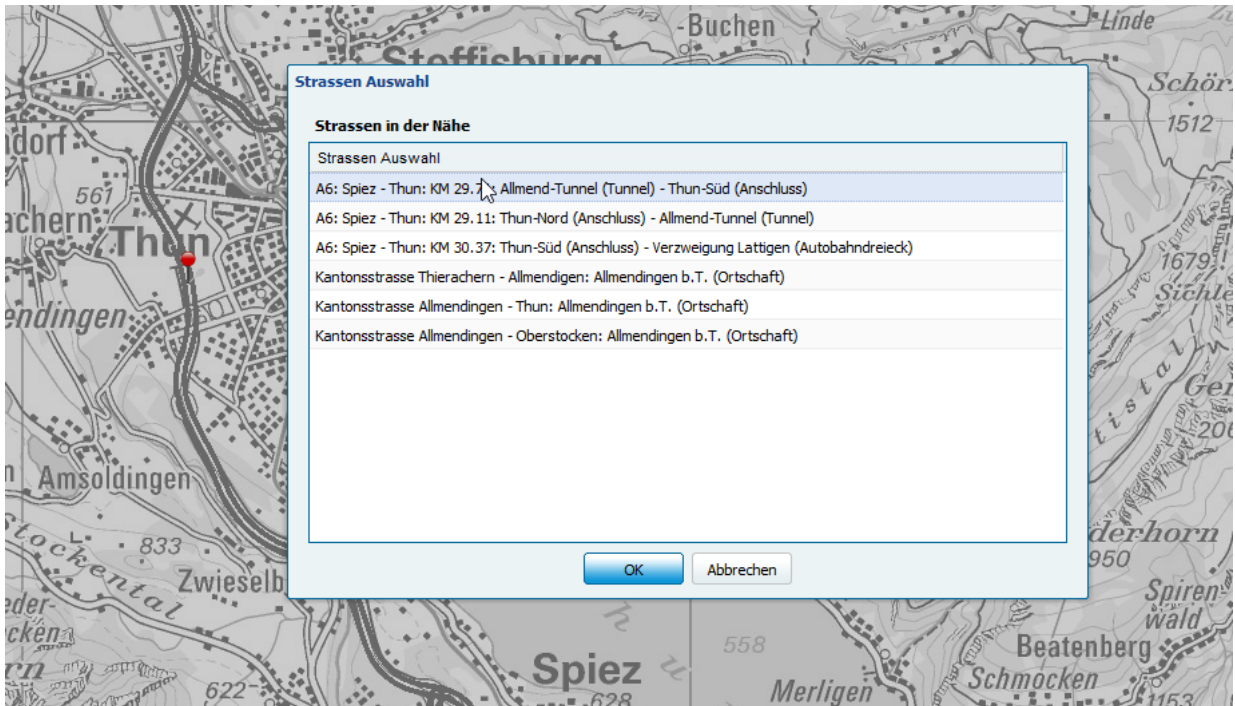 Buchen
Linde
Steffisburg
Strassen Auswahl
Schör
Strassen in der Nähe
1512
dorf
Strassen Auswahl
561
A6: Spiez - Thun: KM 29. Allmend-Tunnel (Tunnel) - Thun-Süd (Anschluss)
achern
A6: Spiez - Thun: KM 29.11: Thun-Nord (Anschluss) - Allmend-Tunnel (Tunnel)
Thun
A6: Spiez - Thun: KM 30.37: Thun-Süd (Anschluss) - Verzweigung Lattigen (Autobahndreieck)
1679
Kantonsstrasse Thierachern - Allmendigen: Allmendingen b.T. (Ortschaft)
Sichle
endingen
Kantonsstrasse Allmendingen - Thun: Allmendingen b.T. (Ortschaft)
Kantonsstrasse Allmendingen - Oberstocken: Allmendingen b.T. (Ortschaft)
Amsoldingen
derhorn
950
Stockental
833
OK
Abbrechen
Zwieselb
Spiren
wald
eder-
cken
558
Beatenberg
Spiez
Schmocken
622
628
Merligen
1153